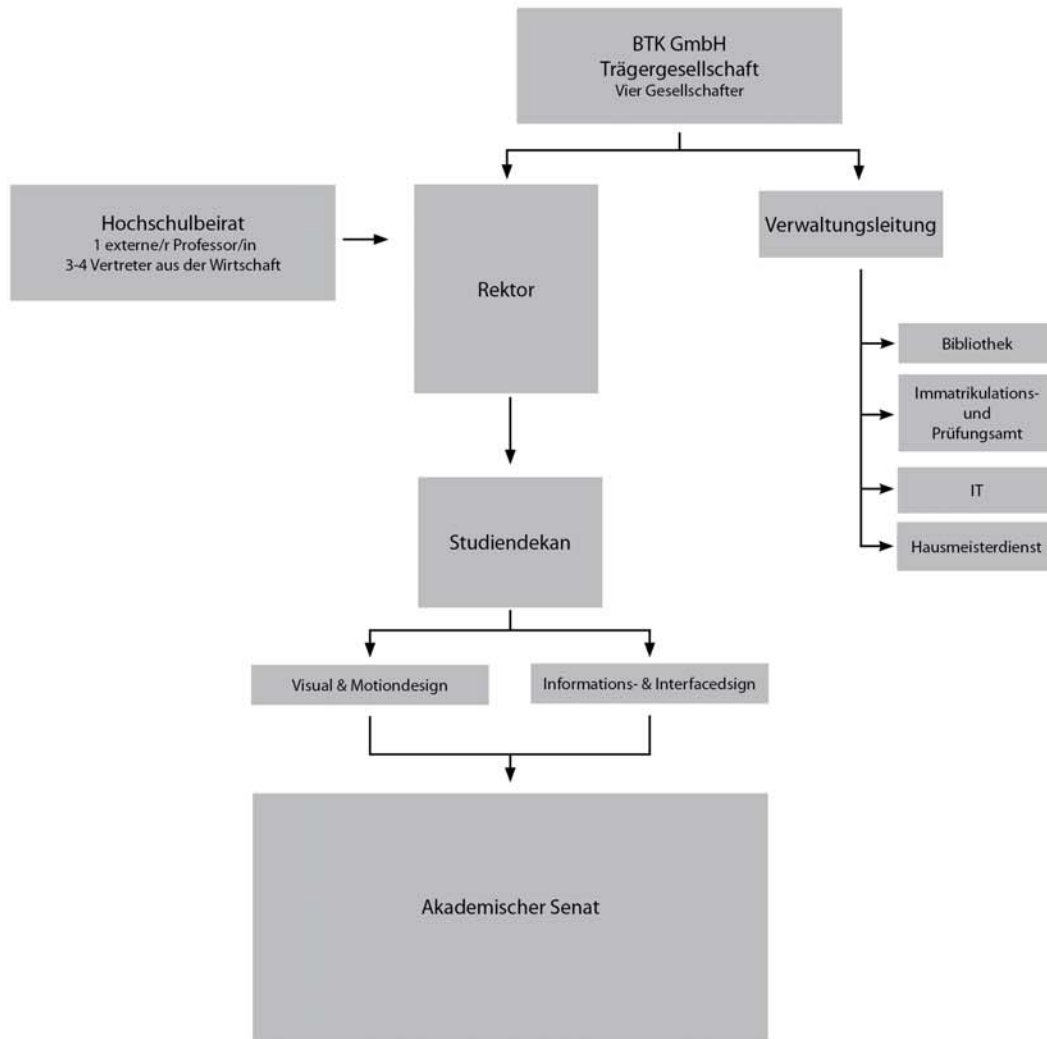 BTK GmbH
Trägergesellschaft
Vier Gesellschafter
Hochschulbeirat
1 externe/r Professor/in
3-4 Vertreter aus der Wirtschaft
Rektor
Verwaltungsleitung
Bibliothek
Immatrikulations-
und
Prüfungsamt
IT
Hausmeisterdienst
Studiendekan
Visual & Motiondesign
Informations- & Interfacedsign
Akademischer Senat